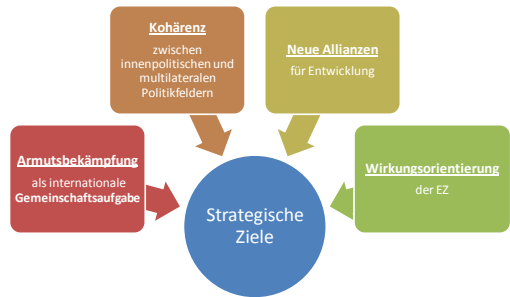 Kohärenz
zwischen
innenpolitischen und
multilateralen
Politikfeldern
Neue Allianzen
für Entwicklung
Armutsbekämpfung
als internationale
Gemeinschaftsaufgabe
Wirkungsorientierung
der EZ
Strategische
Ziele